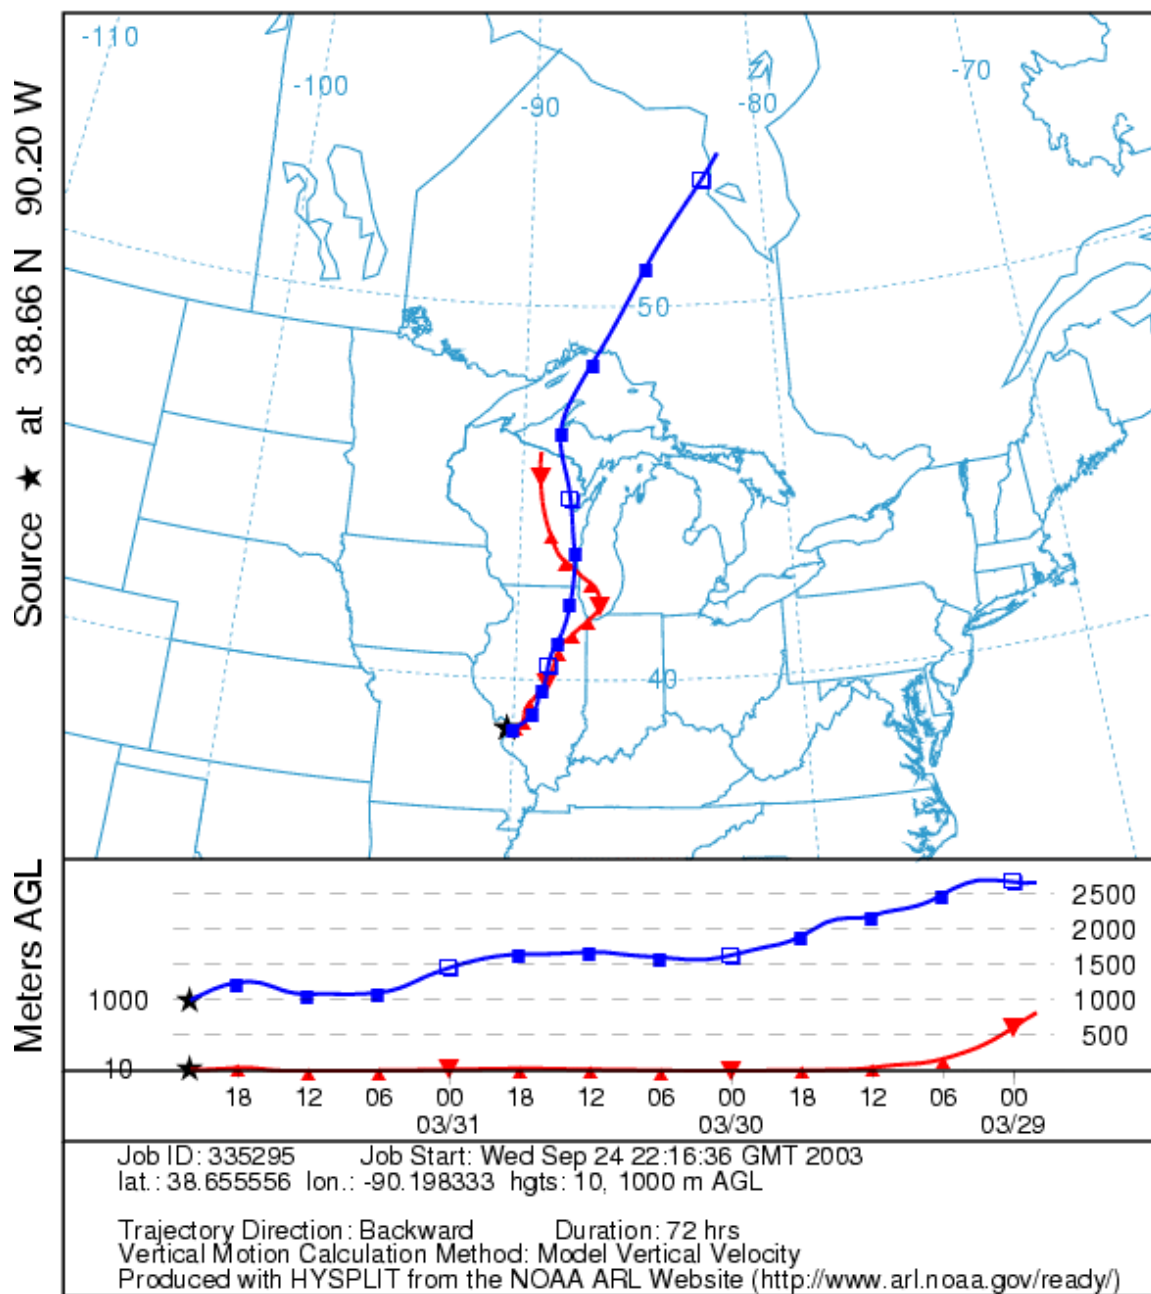 Source ★ at 38.66 N 90.20 W
-110
-100
-90
-80
-70
50
40
Meters AGL
2500
2000
1500
1000 1000
500
10
18 12 06 00 18 12 06 00 18 12 06 00
03/31 03/30 03/29
Job ID: 335295 Job Start: Wed Sep 24 22:16:36 GMT 2003
lat.: 38.655556 lon.: -90.198333 hgts: 10, 1000 m AGL
Trajectory Direction: Backward Duration: 72 hrs
Vertical Motion Calculation Method: Model Vertical Velocity
Produced with HYSPLIT from the NOAA ARL Website (http://www.arl.noaa.gov/ready/)